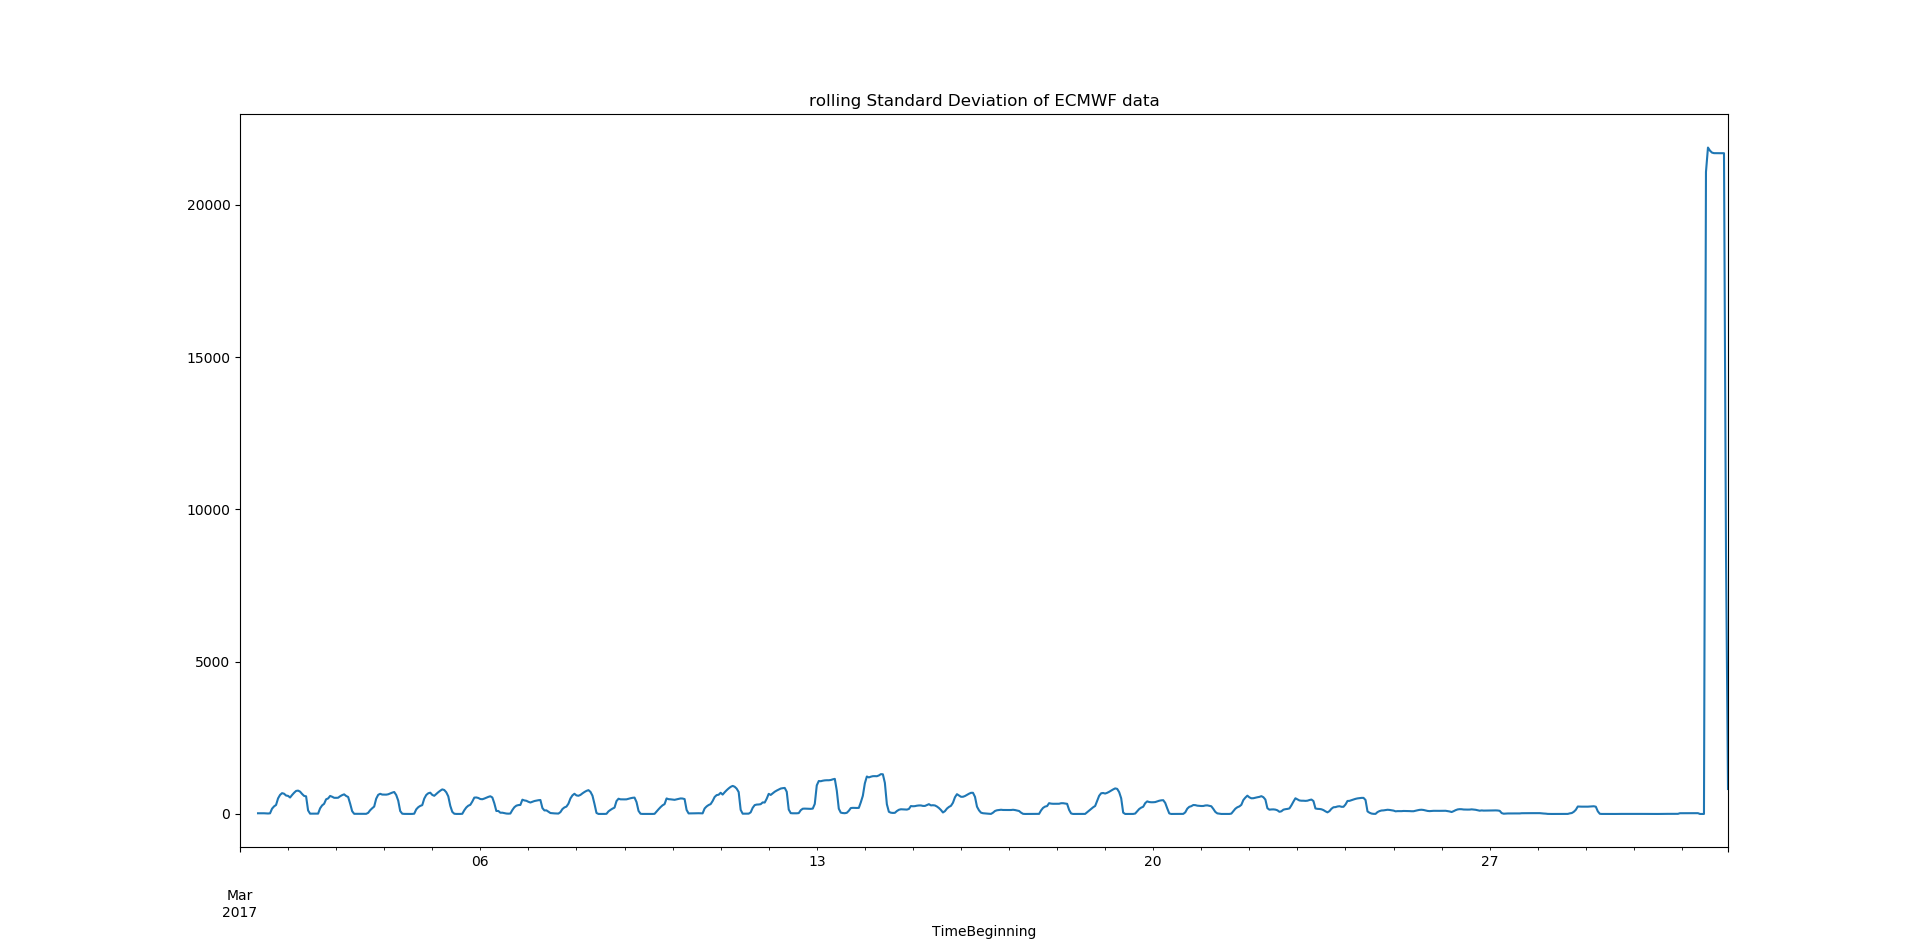 rolling Standard Deviation of ECMWF data
20000
15000
10000
5000
0
06 13 20 27
Mar
2017
TimeBeginning